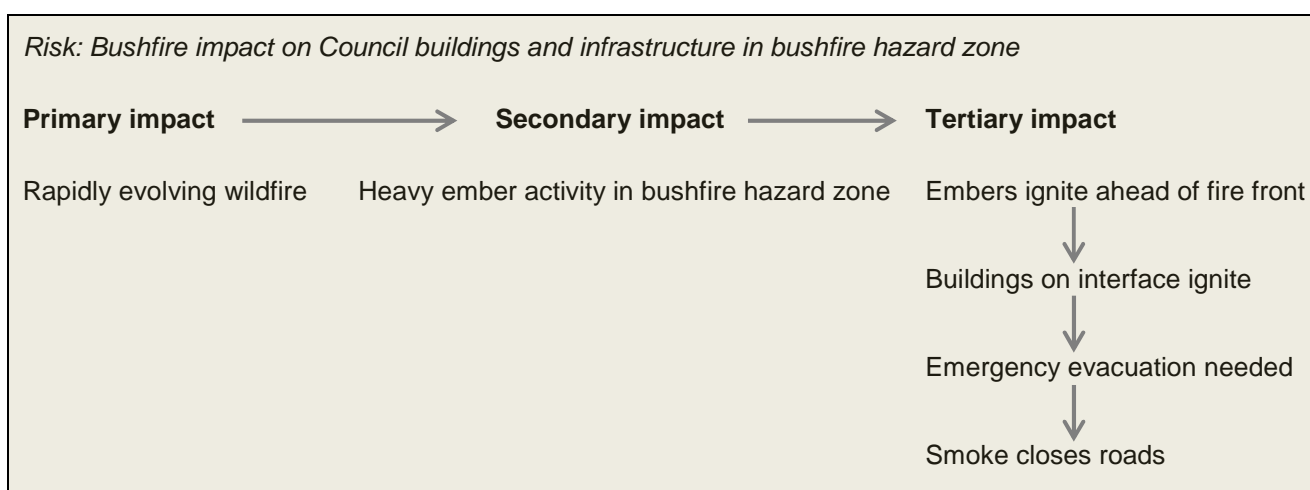 Risk: Bushfire impact on Council buildings and infrastructure in bushfire hazard zone
Primary impact Secondary impact Tertiary impact
Rapidly evolving wildfire Heavy ember activity in bushfire hazard zone Embers ignite ahead of fire front
Buildings on interface ignite
Emergency evacuation needed
Smoke closes roads